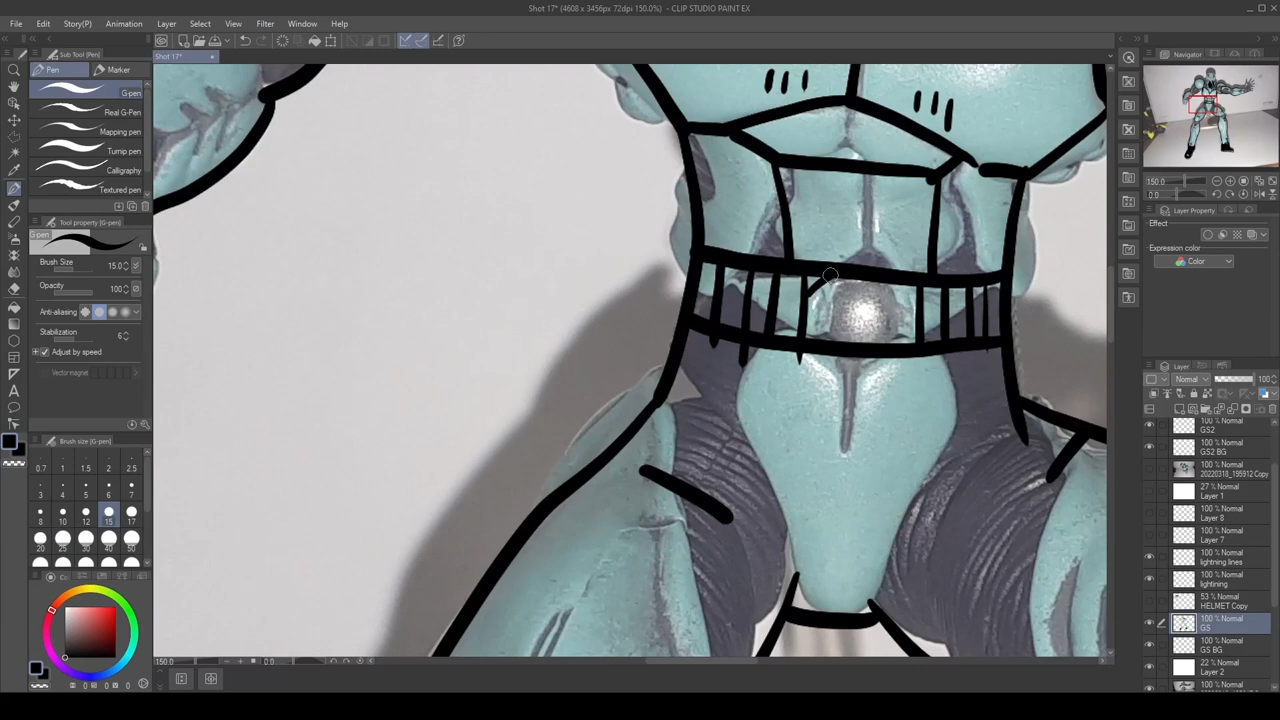 Shot 17* (4608 x 3456px 72dpi 150.0%) - CLIP STUDIO PAINT EX
File Edit Story(P) Animation Layer Select View Filter Window Help
Sub Tool (Pen)
Pen Marker
G-pen
Real G-Pen
Mapping pen
Turnip pen
Calligraphy
Textured pen
Tool property [G-pen]
G-pen
Brush Size 15.0
Opacity 100
Anti-aliasing
Stabilization 6
Adjust by speed
Vector magnet
Brush size [G-pen]
0.7 1 1.5 2 2.5
3 4 5 6 7
8 10 12 15 17
20 25 30 40 50
Shot 17*
150.0 0.0
Navigator
150.0
0.0
Layer Property
Expression color
Color
Layer
Normal 100
100 % Normal
GS2
100 % Normal
GS2 BG
100 % Normal
20220318_195912 Copy
27 % Normal
Layer 1
100 % Normal
Layer 8
100 % Normal
Layer 7
100 % Normal
lightning lines
100 % Normal
lightining
53 % Normal
HELMET Copy
100 % Normal
GS
100 % Normal
GS BG
22 % Normal
Layer 2
100 % Normal